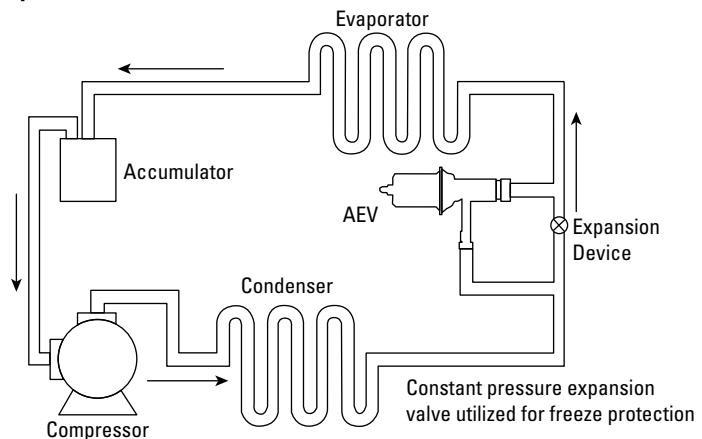 Evaporator
Accumulator
AEV
Expansion
Device
Condenser
Compressor
Constant pressure expansion
valve utilized for freeze protection